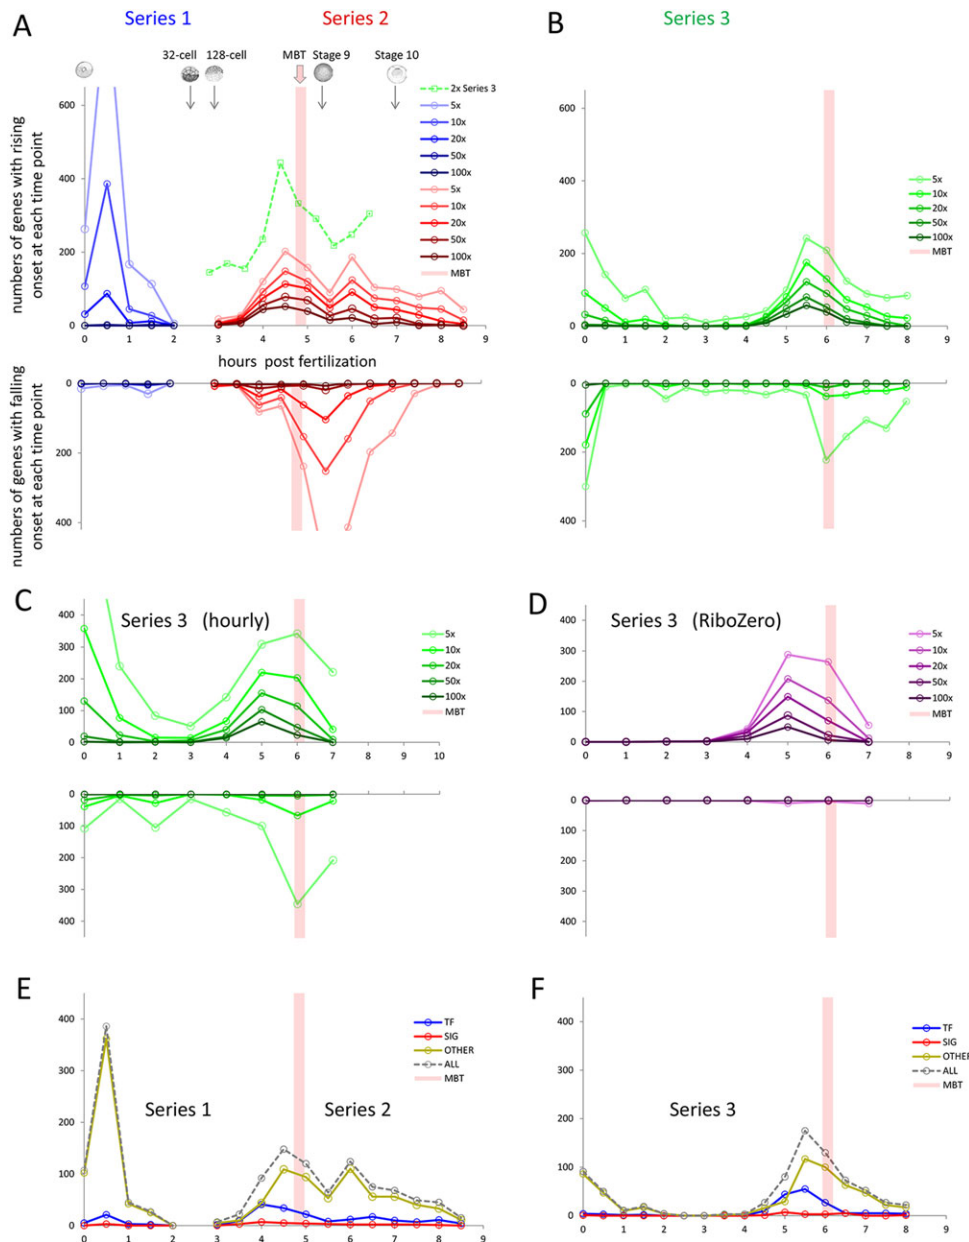 A
Series 1
Series 2
B
Series 3
32-cell
128-cell
MBT
Stage 9
Stage 10
2x Series 3
5x
10x
20x
50x
100x
5x
10x
20x
50x
100x
MBT
numbers of genes with rising
onset at each time point
600
400
200
0
0 1 2 3 4 5 6 7 8 9
hours post fertilization
numbers of genes with falling
onset at each time point
0
200
400
600
400
200
0
0 1 2 3 4 5 6 7 8 9
5x
10x
20x
50x
100x
MBT
0
200
400
C
Series 3 (hourly)
400
300
200
100
0
0 1 2 3 4 5 6 7 8 9 10
5x
10x
20x
50x
100x
MBT
0
100
200
300
400
D
Series 3 (RiboZero)
400
300
200
100
0
0 1 2 3 4 5 6 7 8 9
5x
10x
20x
50x
100x
MBT
0
100
200
300
400
E
400
300
200
100
0
0 1 2 3 4 5 6 7 8 9
Series 1
Series 2
TF
SIG
OTHER
ALL
MBT
F
400
300
200
100
0
0 1 2 3 4 5 6 7 8 9
Series 3
TF
SIG
OTHER
ALL
MBT